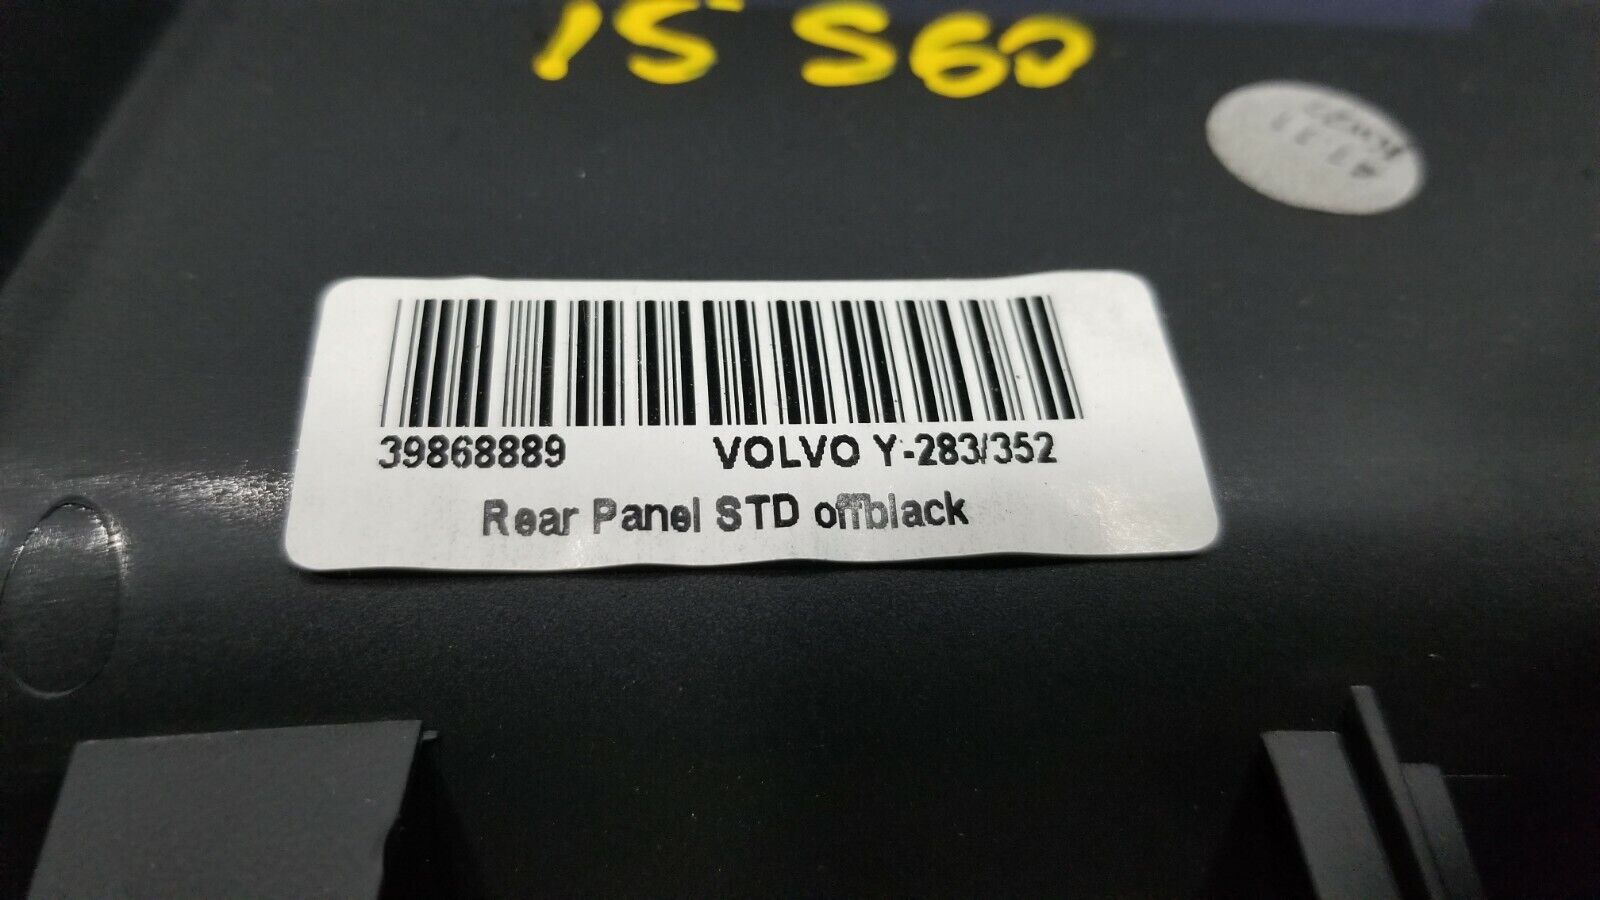 15 S60
39868889 VOLVO Y-283/352
Rear Panel STD offblack